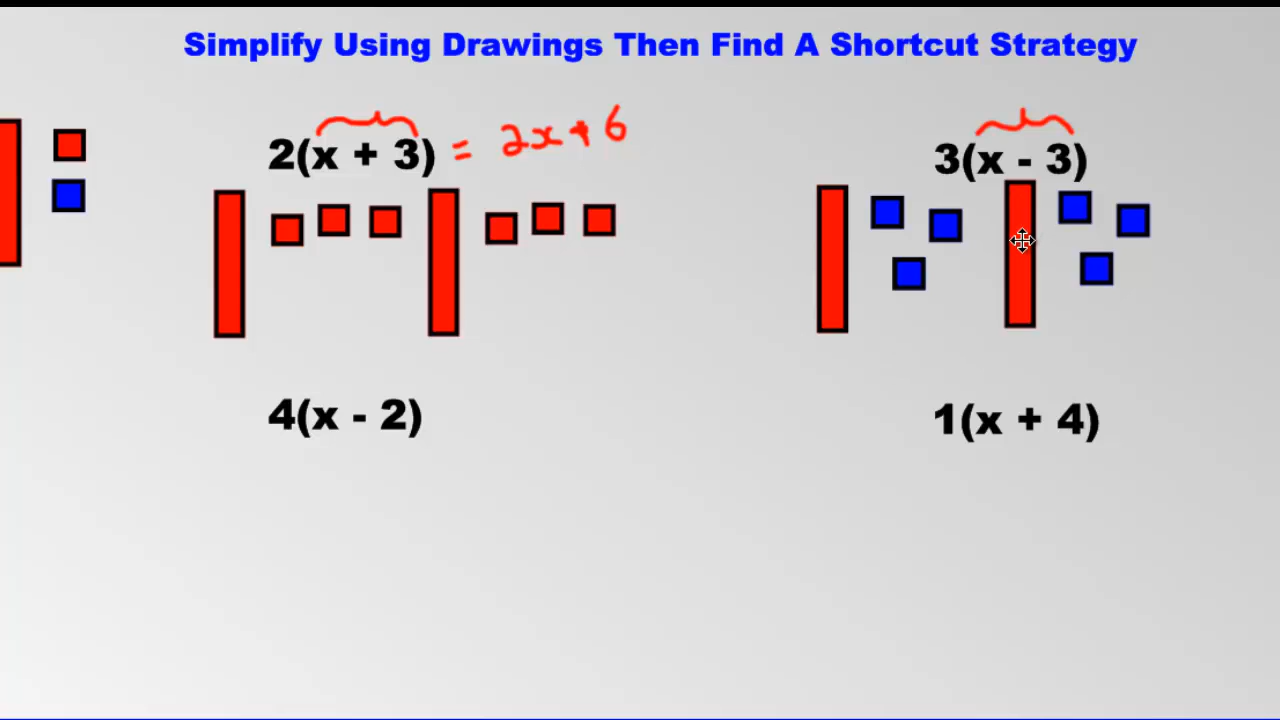 Simplify Using Drawings Then Find A Shortcut Strategy
2(x + 3) = 2x + 6
3(x - 3)
4(x - 2)
1(x + 4)